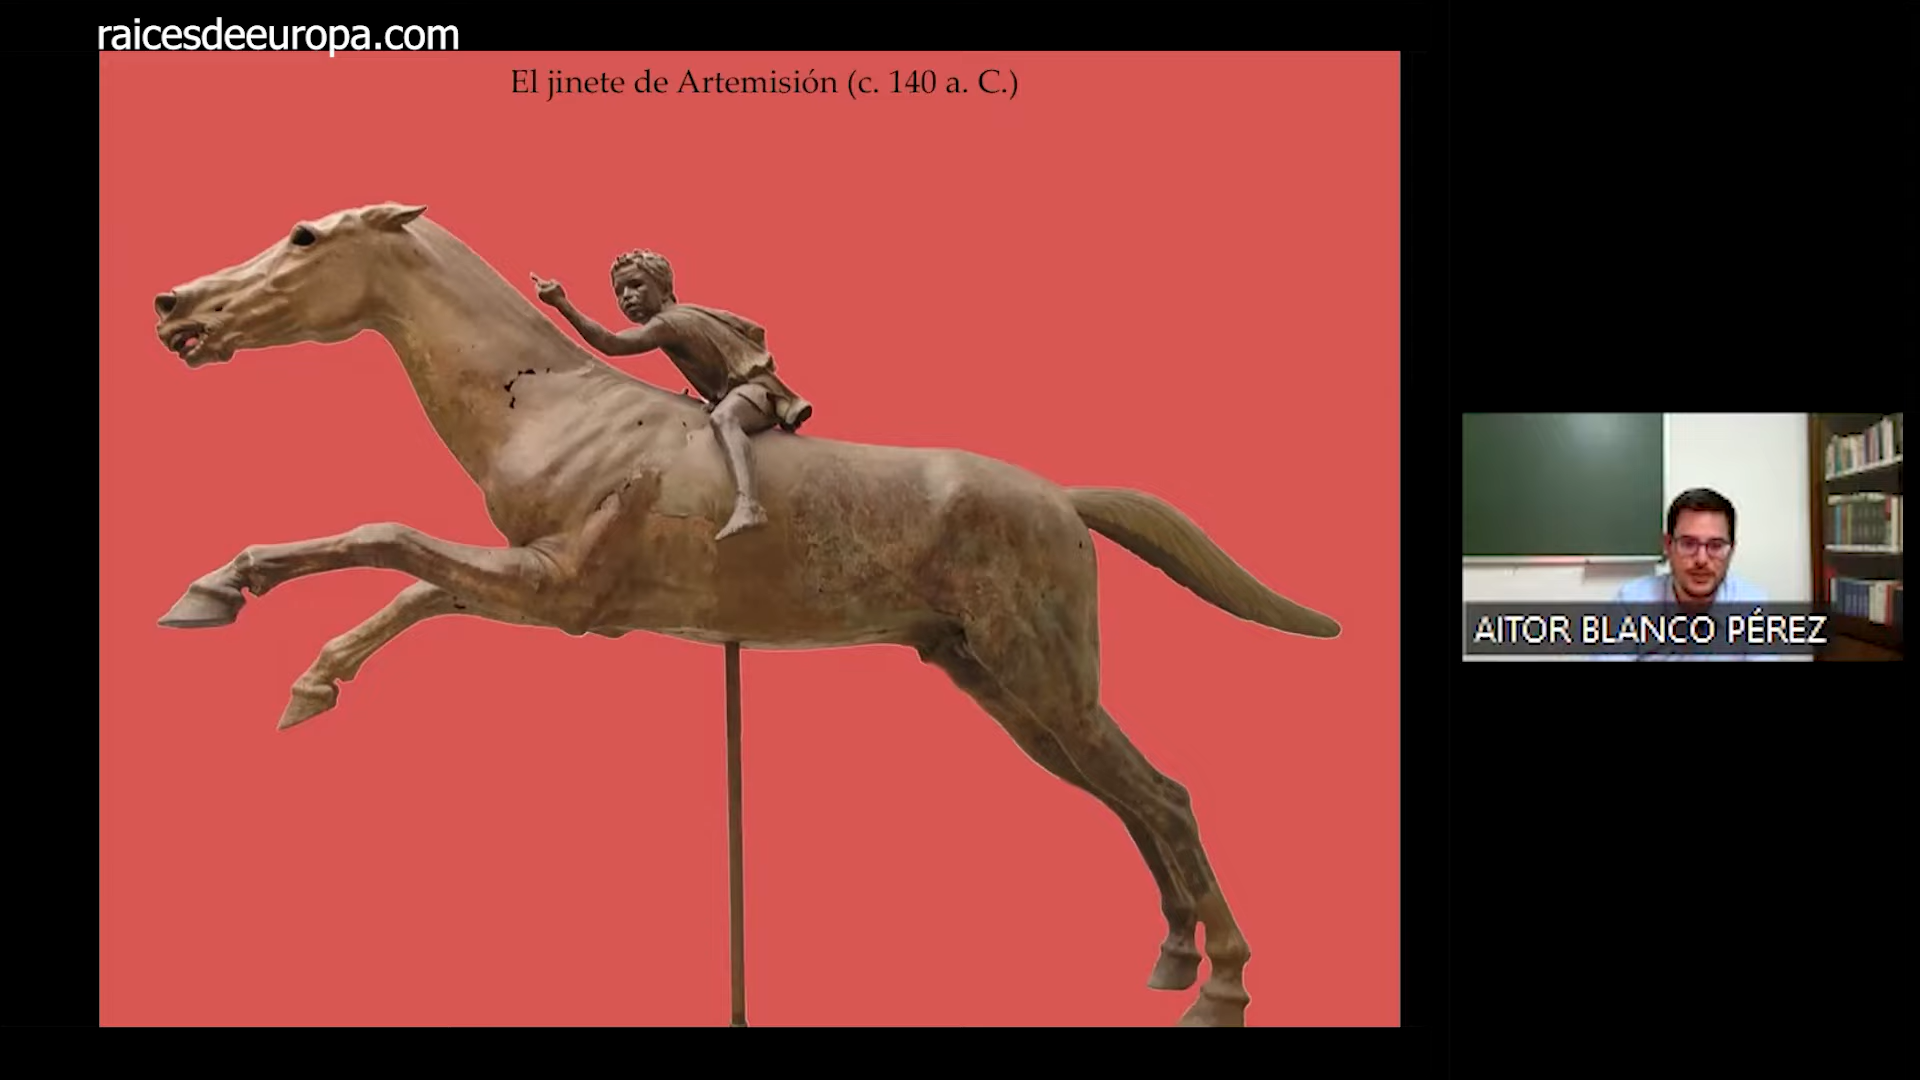 raicesdeeuropa.com
El jinete de Artemisión (c. 140 a. C.)
AITOR BLANCO PÉREZ